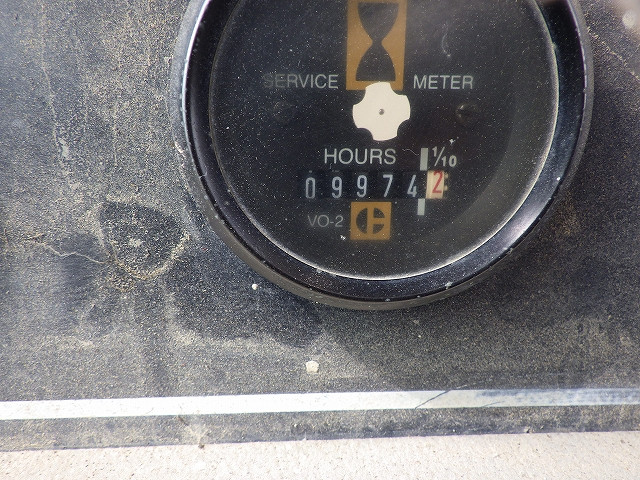 SERVICE METER
HOURS 1/10
099742
VO-2